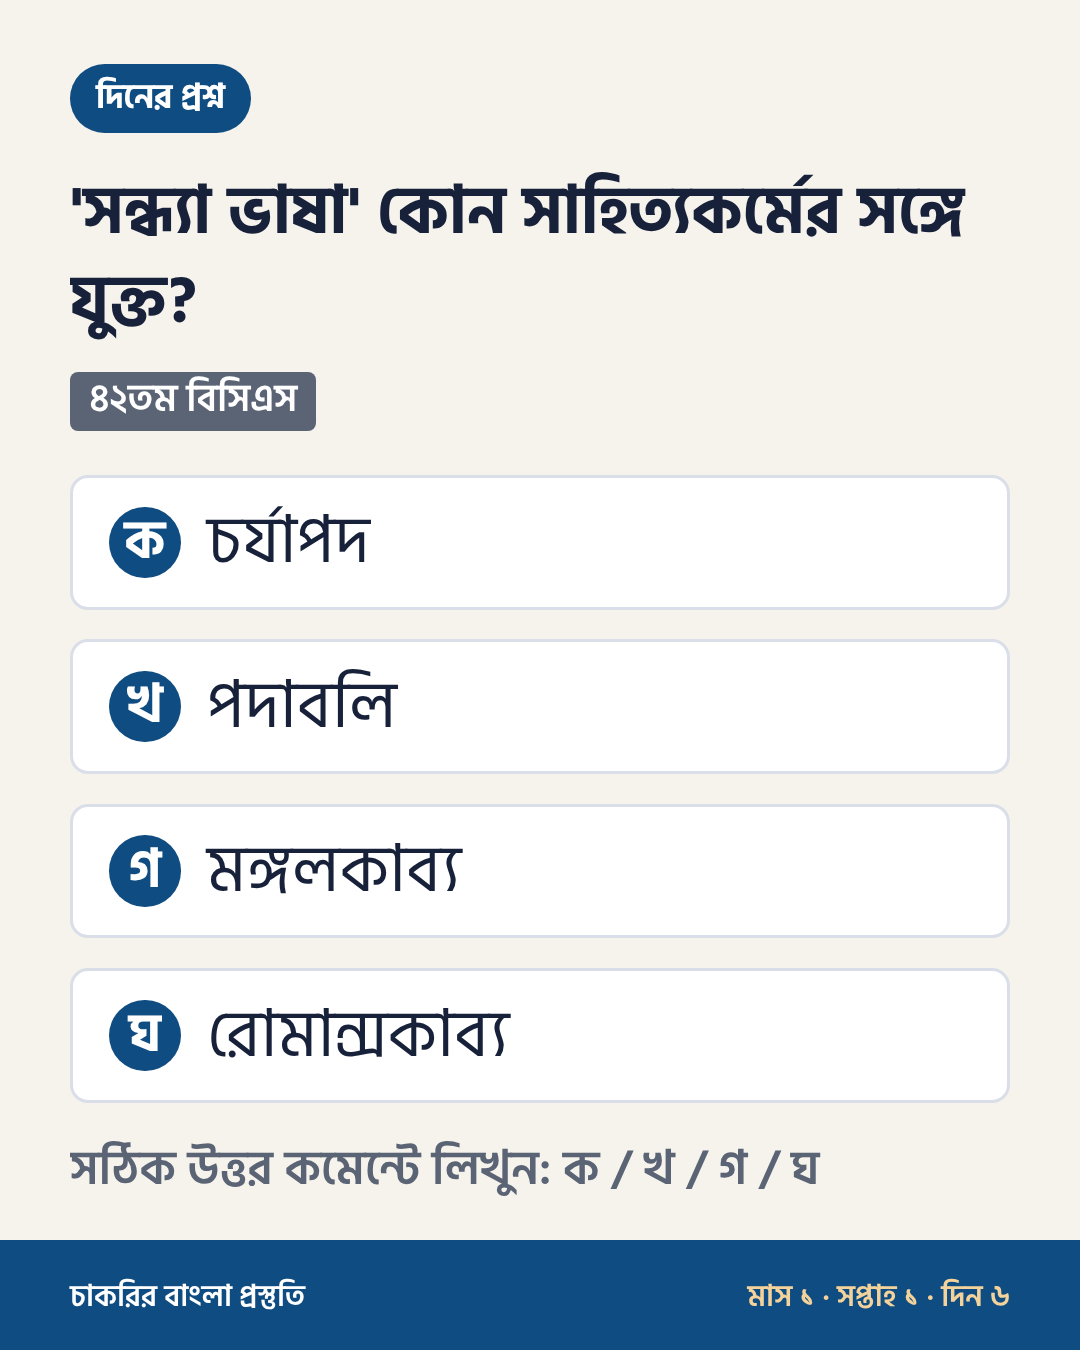 দিনের প্রশ্ন
'সন্ধ্যা ভাষা' কোন সাহিত্যকর্মের সঙ্গে
যুক্ত?
৪২তম বিসিএস
ক চর্যাপদ
খ পদাবলি
গ মঙ্গলকাব্য
ঘ রোমান্সকাব্য
সঠিক উত্তর কমেন্টে লিখুন: ক / খ / গ / ঘ
চাকরির বাংলা প্রস্তুতি
মাস ১ · সপ্তাহ ১ · দিন ৬